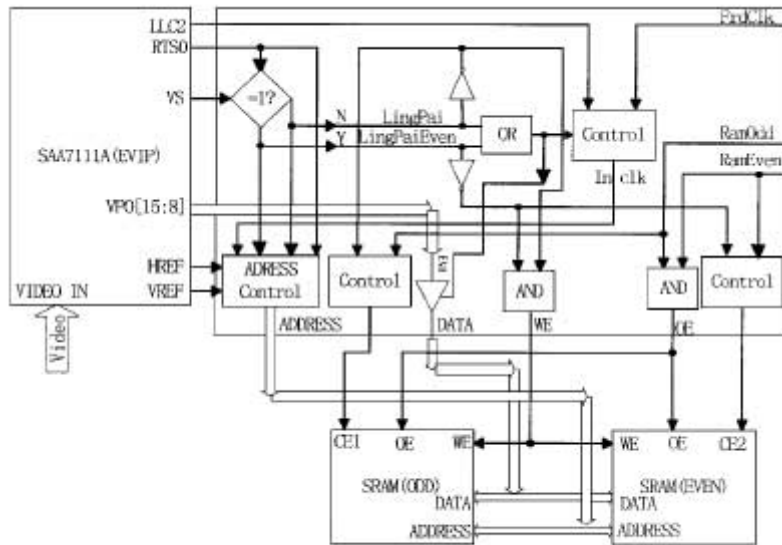 LLC2
FrdClk
RTS0
VS
=1?
N
LingPai
Y
LingPaiEven
OR
Control
RamOdd
RamEven
SAA7111A(EVIP)
In clk
VPO[15:8]
HREF
VREF
VIDEO IN
ADRESS
Control
Control
EN
AND
AND
Control
Video
ADDRESS
DATA
WE
OE
CE1
OE
WE
WE
OE
CE2
SRAM(ODD)
SRAM(EVEN)
DATA
DATA
ADDRESS
ADDRESS